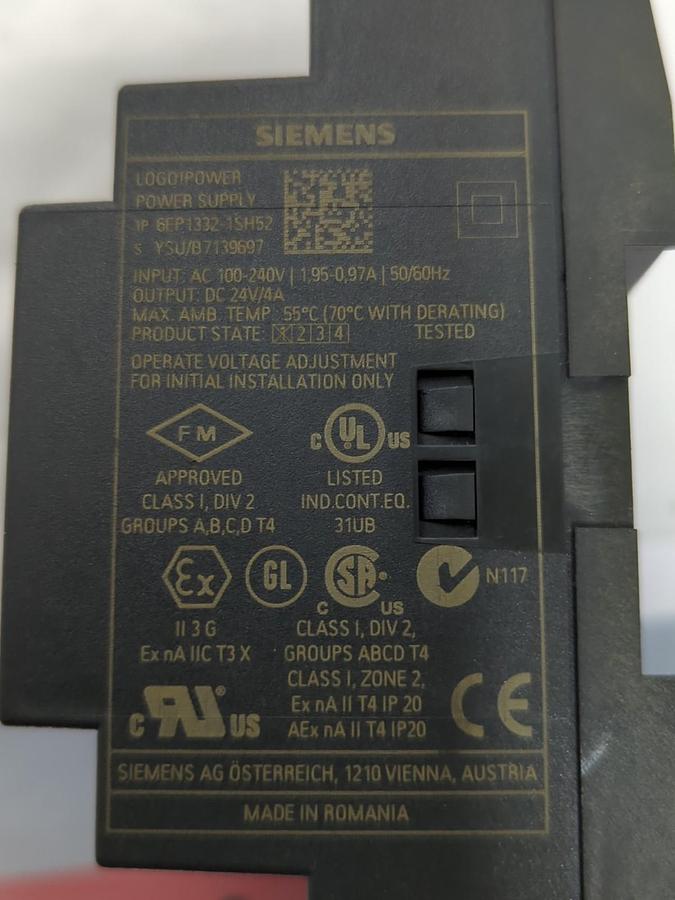 SIEMENS
LOGO!POWER
POWER SUPPLY
1P 6EP1332-1SH52
S YSU/B7139697
INPUT: AC 100-240V | 1,95-0,97A | 50/60Hz
OUTPUT: DC 24V/4A
MAX. AMB. TEMP. 55°C (70°C WITH DERATING)
PRODUCT STATE: 1 2 3 4 TESTED
OPERATE VOLTAGE ADJUSTMENT
FOR INITIAL INSTALLATION ONLY
FM
APPROVED
CLASS I, DIV 2
GROUPS A,B,C,D T4
C UL US
LISTED
IND.CONT.EQ.
31UB
Ex
II 3 G
Ex nA IIC T3 X
GL
SA
C US
CLASS I, DIV 2,
GROUPS ABCD T4
CLASS I, ZONE 2,
Ex nA II T4 IP 20
AEx nA II T4 IP20
N117
C RU® US
CE
SIEMENS AG ÖSTERREICH, 1210 VIENNA, AUSTRIA
MADE IN ROMANIA